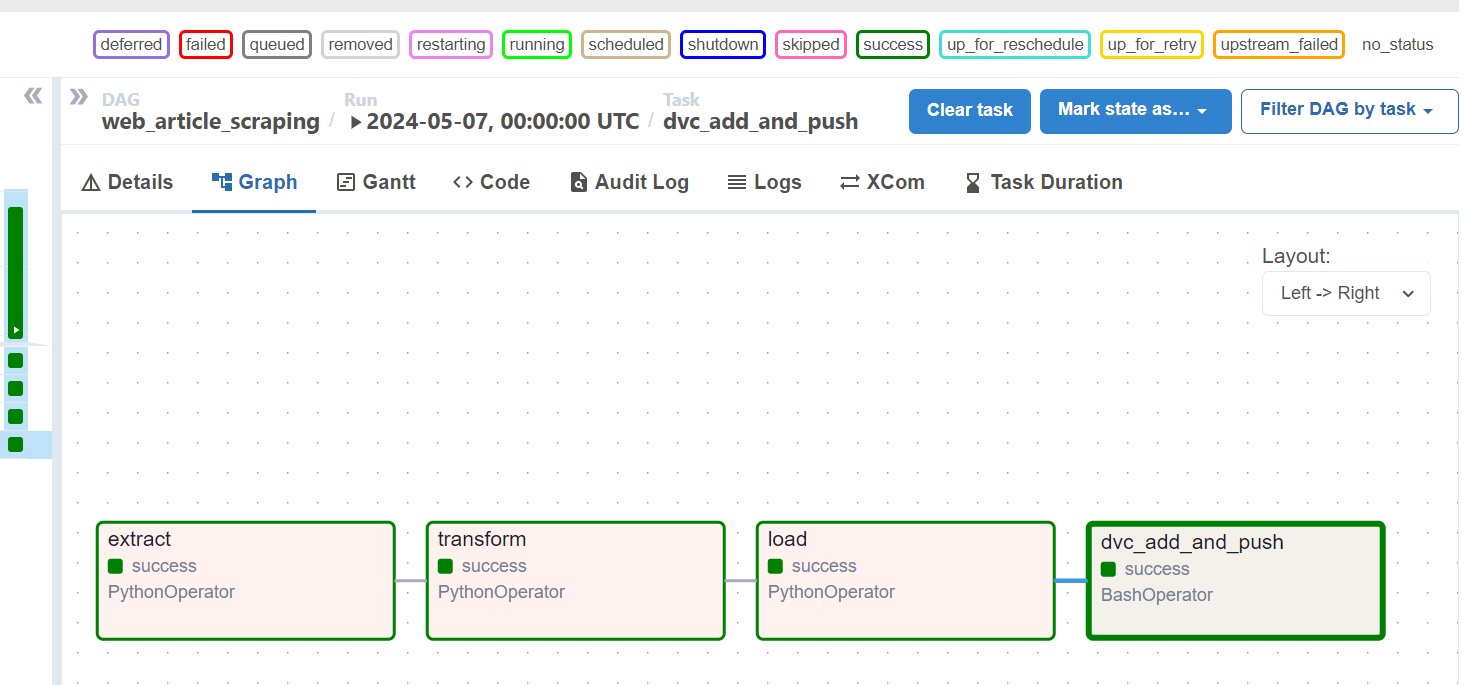 deferred failed queued removed restarting running scheduled shutdown skipped success up_for_reschedule up_for_retry upstream_failed no_status
DAG Run Task
web_article_scraping / 2024-05-07, 00:00:00 UTC / dvc_add_and_push
Clear task Mark state as... Filter DAG by task
Details Graph Gantt Code Audit Log Logs XCom Task Duration
Layout:
Left -> Right
extract
success
PythonOperator
transform
success
PythonOperator
load
success
PythonOperator
dvc_add_and_push
success
BashOperator